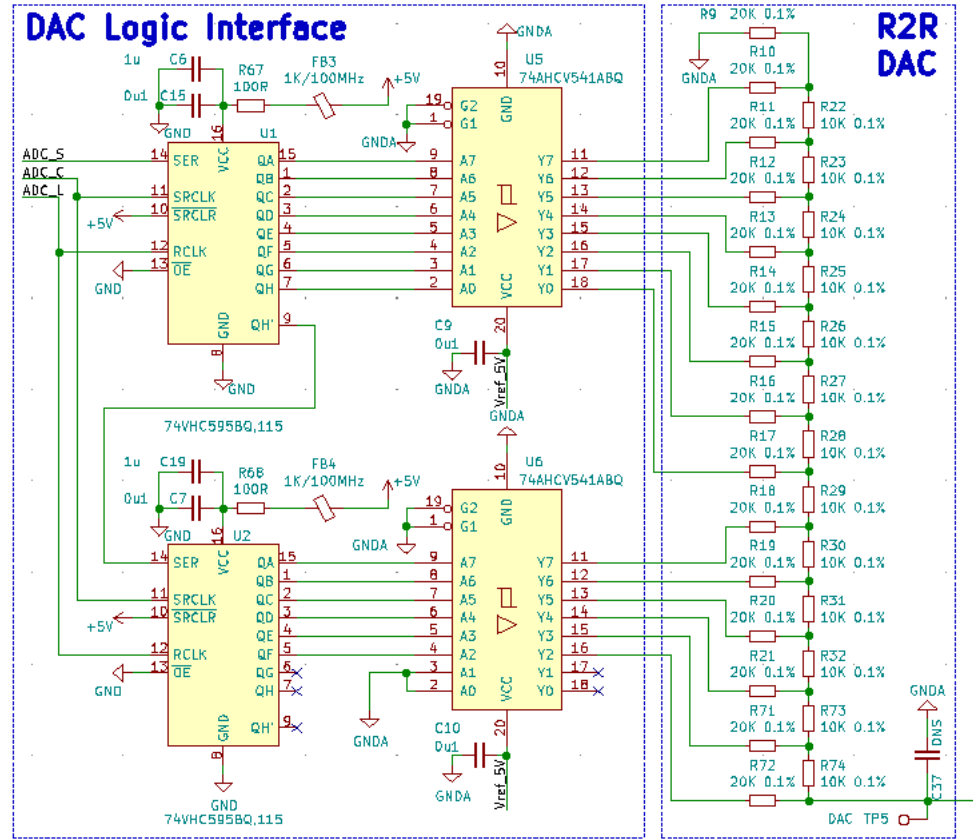 DAC Logic Interface
R2R
DAC
GNDA
10
GND
U5
74AHCV541ABQ
1u
C6
0u1
C15
R67
100R
FB3
1K/100MHz
+5V
GND
16
U1
VCC
ADC_S
ADC_C
ADC_L
14
SER
11
SRCLK
+5V
10
SRCLR
12
RCLK
GND
13
OE
QA
15
QB
1
QC
2
QD
3
QE
4
QF
5
QG
6
QH
7
QH'
9
GND
8
GND
74VHC595BQ,115
GNDA
19
G2
1
G1
9
A7
8
A6
7
A5
6
A4
5
A3
4
A2
3
A1
2
A0
Y7
11
Y6
12
Y5
13
Y4
14
Y3
15
Y2
16
Y1
17
Y0
18
VCC
20
C9
0u1
GNDA
Vref_5V
GNDA
10
GND
U6
74AHCV541ABQ
1u
C19
0u1
C7
R68
100R
FB4
1K/100MHz
+5V
GND
16
U2
VCC
14
SER
11
SRCLK
+5V
10
SRCLR
12
RCLK
GND
13
OE
QA
15
QB
1
QC
2
QD
3
QE
4
QF
5
QG
6
QH
7
QH'
9
GND
8
GND
74VHC595BQ,115
GNDA
19
G2
1
G1
9
A7
8
A6
7
A5
6
A4
5
A3
4
A2
3
A1
2
A0
GNDA
Y7
11
Y6
12
Y5
13
Y4
14
Y3
15
Y2
16
Y1
17
Y0
18
VCC
20
C10
0u1
GNDA
Vref_5V
R9 20K 0.1%
GNDA
R10
20K 0.1%
R11
20K 0.1%
R22
10K 0.1%
R12
20K 0.1%
R23
10K 0.1%
R13
20K 0.1%
R24
10K 0.1%
R14
20K 0.1%
R25
10K 0.1%
R15
20K 0.1%
R26
10K 0.1%
R16
20K 0.1%
R27
10K 0.1%
R17
20K 0.1%
R28
10K 0.1%
R18
20K 0.1%
R29
10K 0.1%
R19
20K 0.1%
R30
10K 0.1%
R20
20K 0.1%
R31
10K 0.1%
R21
20K 0.1%
R32
10K 0.1%
R71
20K 0.1%
R73
10K 0.1%
R72
20K 0.1%
R74
10K 0.1%
GNDA
DNS
C37
DAC TP5